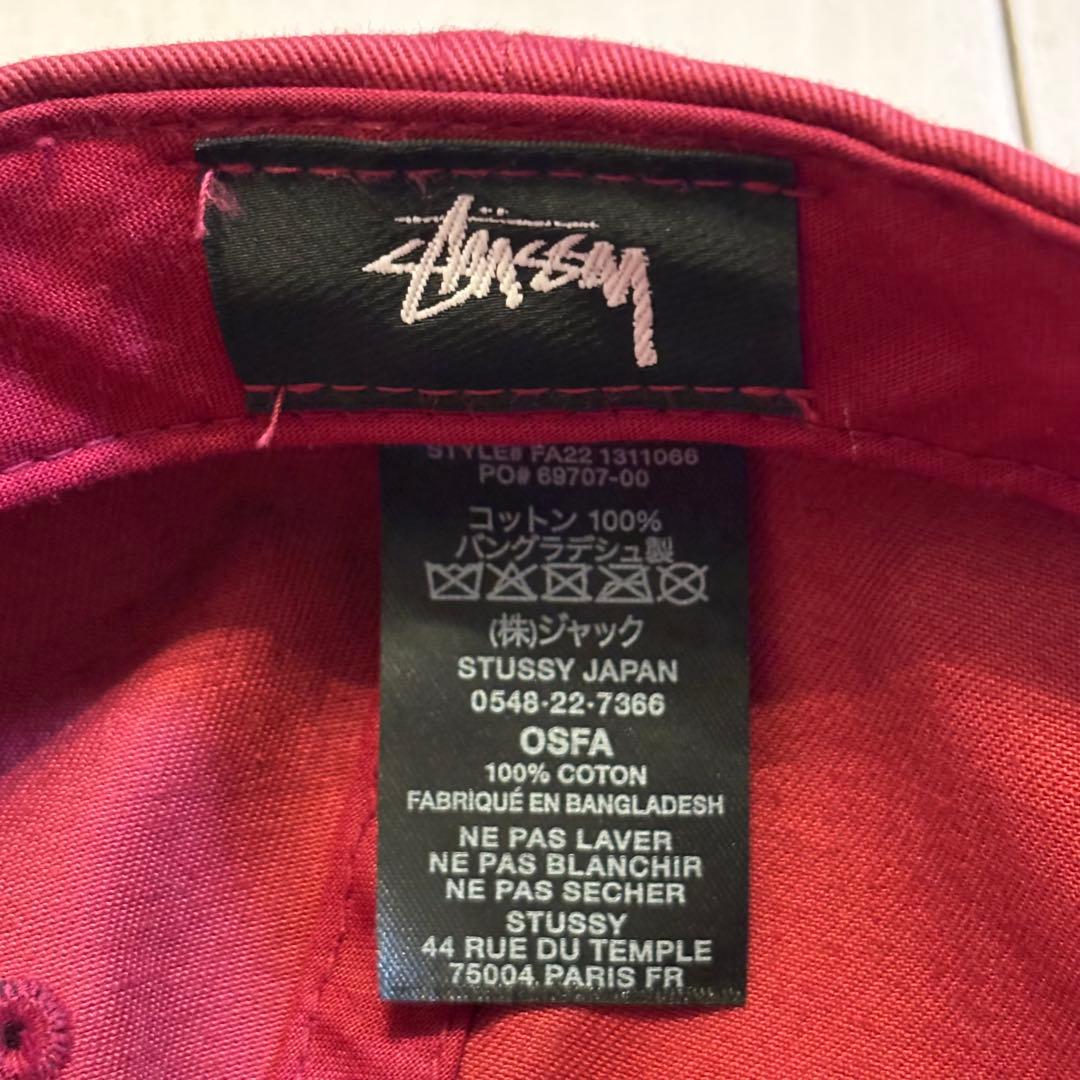 Stüssy
STYLE# FA22 1311066
PO# 69707-00
コットン 100%
バングラデシュ製
(株)ジャック
STUSSY JAPAN
0548·22·7366
OSFA
100% COTON
FABRIQUÉ EN BANGLADESH
NE PAS LAVER
NE PAS BLANCHIR
NE PAS SECHER
STUSSY
44 RUE DU TEMPLE
75004 PARIS FR